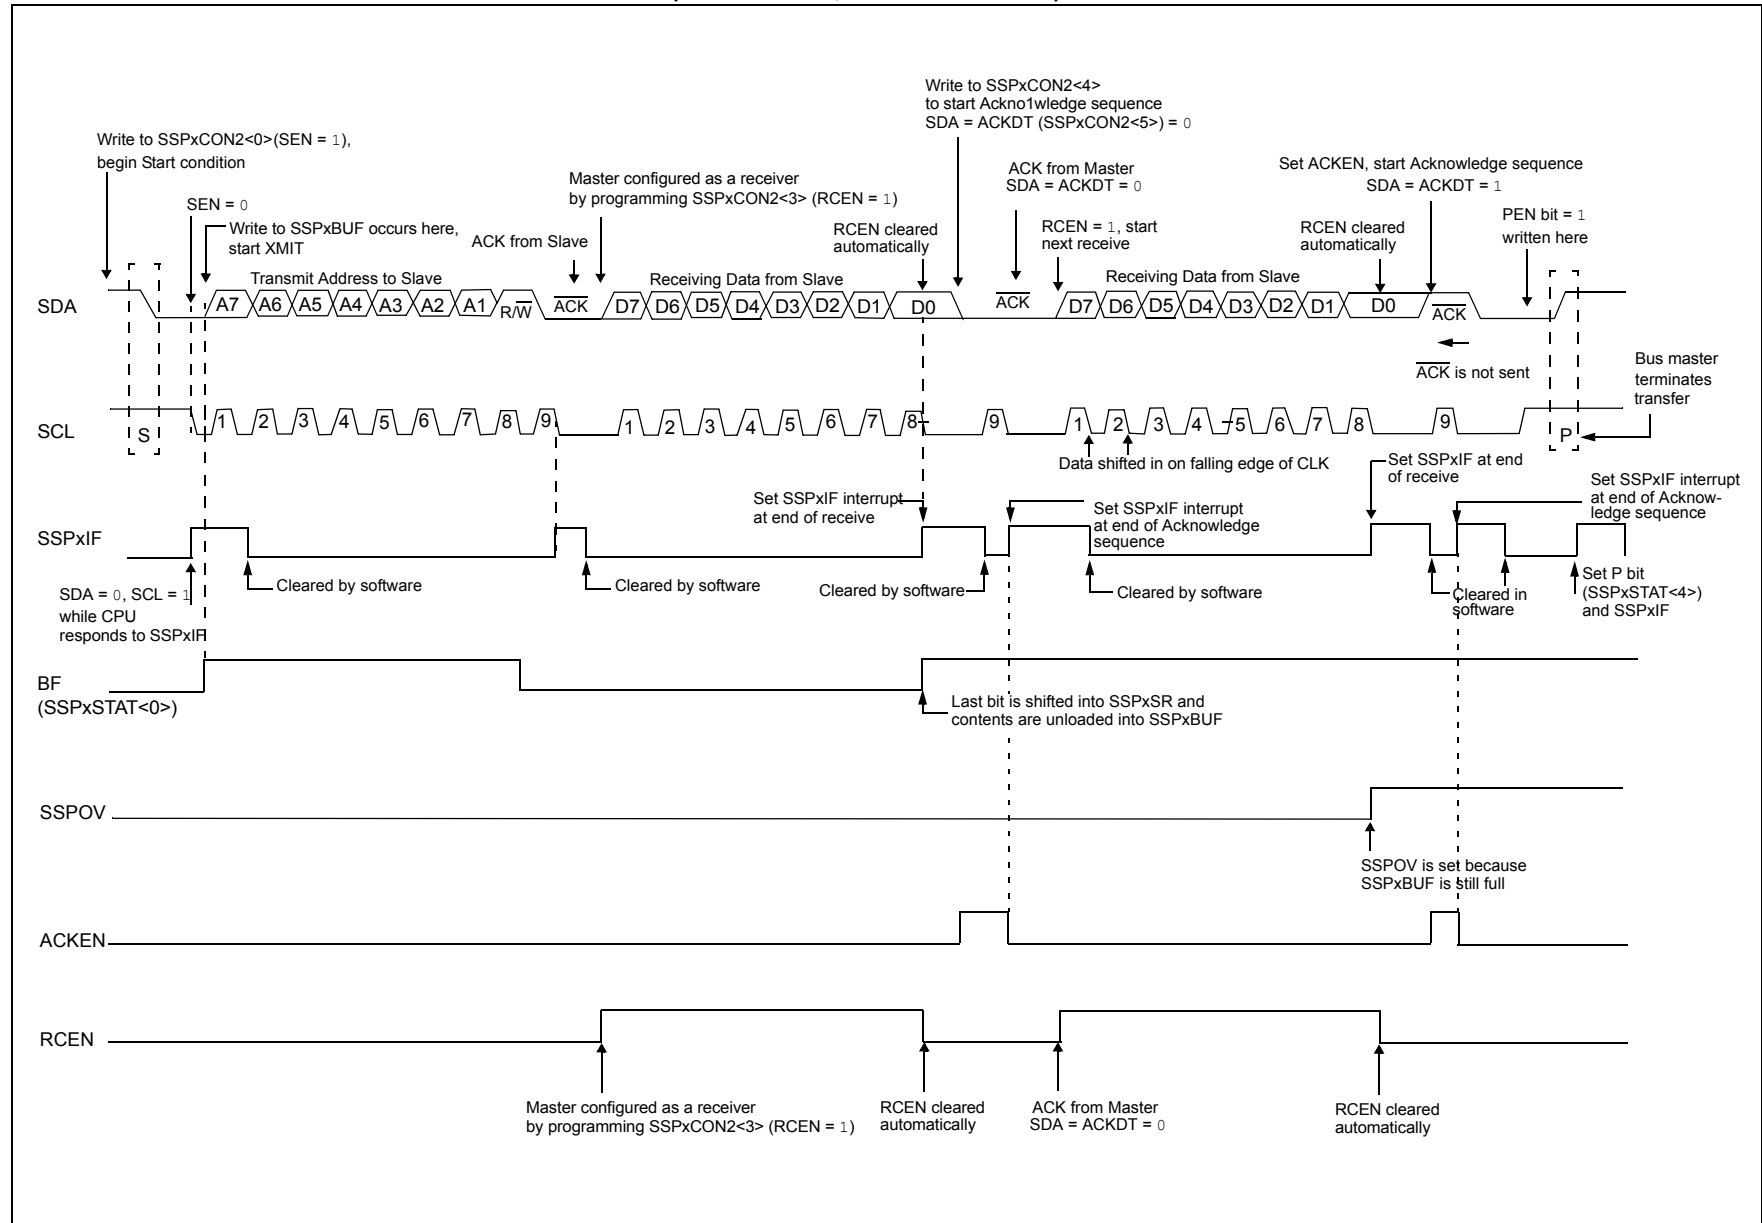 Write to SSPxCON2<4>
to start Ackno1wledge sequence
SDA = ACKDT (SSPxCON2<5>) = 0
Write to SSPxCON2<0>(SEN = 1),
begin Start condition
ACK from Master
SDA = ACKDT = 0
Set ACKEN, start Acknowledge sequence
SDA = ACKDT = 1
Master configured as a receiver
by programming SSPxCON2<3> (RCEN = 1)
SEN = 0
Write to SSPxBUF occurs here,
start XMIT
ACK from Slave
RCEN cleared
automatically
RCEN = 1, start
next receive
RCEN cleared
automatically
PEN bit = 1
written here
Transmit Address to Slave
Receiving Data from Slave
Receiving Data from Slave
SDA
A7 A6 A5 A4 A3 A2 A1 R/W ACK D7 D6 D5 D4 D3 D2 D1 D0 ACK D7 D6 D5 D4 D3 D2 D1 D0 ACK
ACK is not sent
Bus master
terminates
transfer
SCL
S 1 2 3 4 5 6 7 8 9 1 2 3 4 5 6 7 8 9 1 2 3 4 5 6 7 8 9 P
Data shifted in on falling edge of CLK
Set SSPxIF interrupt
at end of receive
Set SSPxIF interrupt
at end of Acknowledge
sequence
Set SSPxIF at end
of receive
Set SSPxIF interrupt
at end of Acknow-
ledge sequence
SSPxIF
SDA = 0, SCL = 1
while CPU
responds to SSPxIF
Cleared by software
Cleared by software
Cleared by software
Cleared by software
Cleared in
software
Set P bit
(SSPxSTAT<4>)
and SSPxIF
BF
(SSPxSTAT<0>)
Last bit is shifted into SSPxSR and
contents are unloaded into SSPxBUF
SSPOV
SSPOV is set because
SSPxBUF is still full
ACKEN
RCEN
Master configured as a receiver
by programming SSPxCON2<3> (RCEN = 1)
RCEN cleared
automatically
ACK from Master
SDA = ACKDT = 0
RCEN cleared
automatically